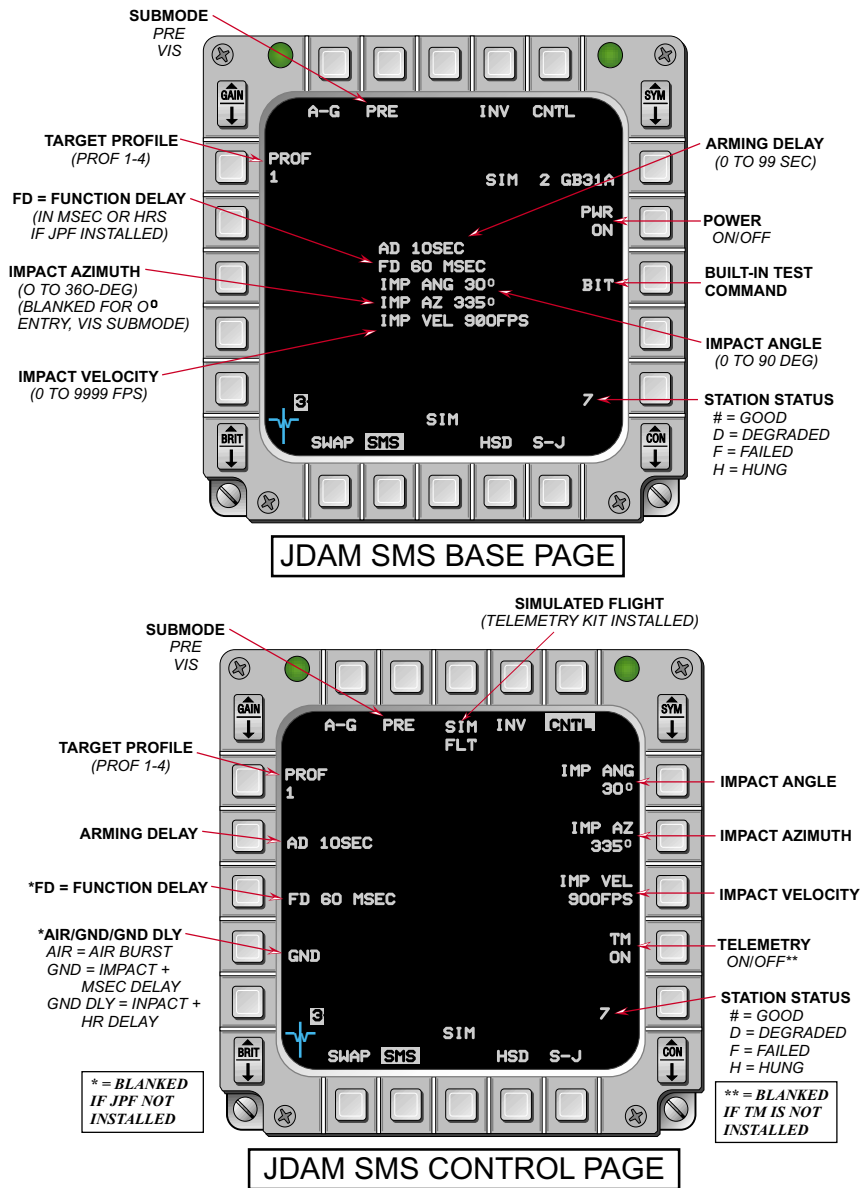 SUBMODE
PRE
VIS
GAIN
SYM
A-G PRE INV CNTL
TARGET PROFILE
(PROF 1-4)
PROF
1
SIM 2 GB31A
ARMING DELAY
(0 TO 99 SEC)
FD = FUNCTION DELAY
(IN MSEC OR HRS
IF JPF INSTALLED)
PWR
ON
POWER
ON/OFF
AD 10SEC
FD 60 MSEC
IMP ANG 30º
IMP AZ 335º
IMP VEL 900FPS
IMPACT AZIMUTH
(O TO 36O-DEG)
(BLANKED FOR Oº
ENTRY, VIS SUBMODE)
BIT
BUILT-IN TEST
COMMAND
IMPACT ANGLE
(0 TO 90 DEG)
IMPACT VELOCITY
(0 TO 9999 FPS)
7
STATION STATUS
# = GOOD
D = DEGRADED
F = FAILED
H = HUNG
3
SIM
BRIT
CON
SWAP SMS HSD S-J
JDAM SMS BASE PAGE
SIMULATED FLIGHT
(TELEMETRY KIT INSTALLED)
SUBMODE
PRE
VIS
GAIN
SYM
A-G PRE SIM INV CNTL
FLT
TARGET PROFILE
(PROF 1-4)
PROF
1
IMP ANG
30º
IMPACT ANGLE
ARMING DELAY
AD 10SEC
IMP AZ
335º
IMPACT AZIMUTH
*FD = FUNCTION DELAY
FD 60 MSEC
IMP VEL
900FPS
IMPACT VELOCITY
*AIR/GND/GND DLY
AIR = AIR BURST
GND = IMPACT +
MSEC DELAY
GND DLY = INPACT +
HR DELAY
GND
TM
ON
TELEMETRY
ON/OFF**
7
STATION STATUS
# = GOOD
D = DEGRADED
F = FAILED
H = HUNG
3
SIM
BRIT
CON
SWAP SMS HSD S-J
* = BLANKED
IF JPF NOT
INSTALLED
** = BLANKED
IF TM IS NOT
INSTALLED
JDAM SMS CONTROL PAGE